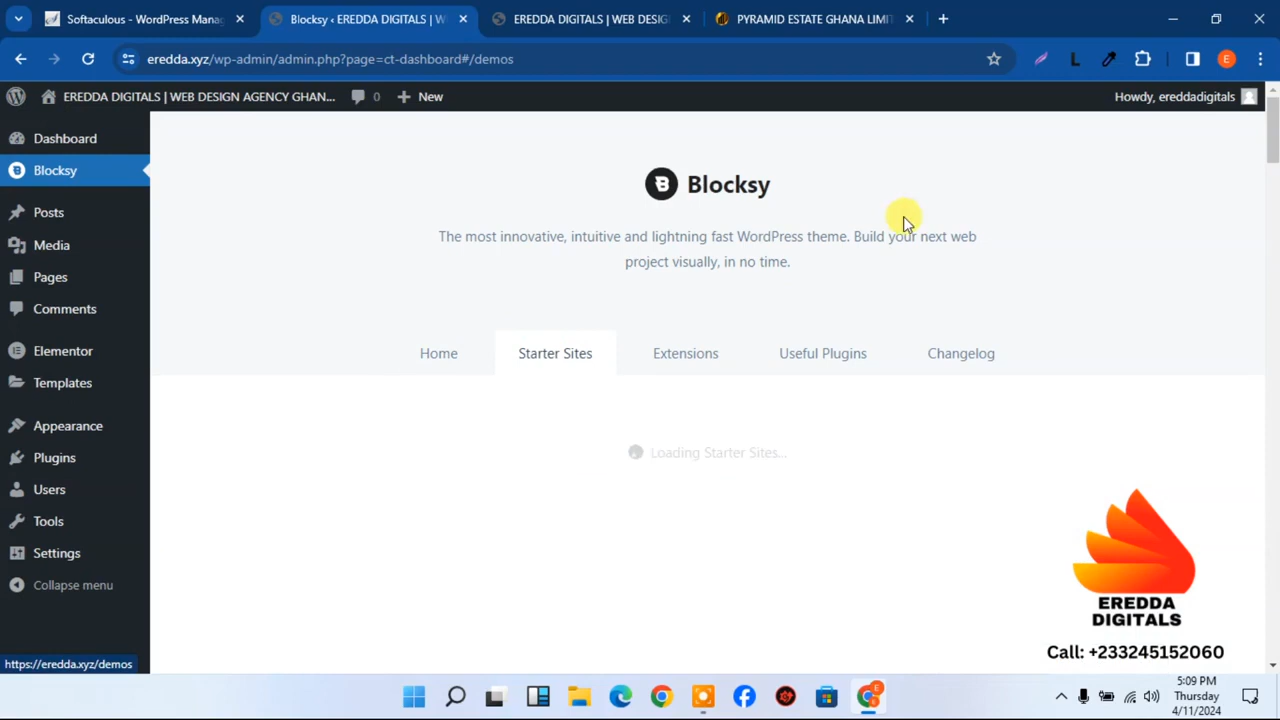 Softaculous - WordPress Mana
Blocksy ‹ EREDDA DIGITALS | W
EREDDA DIGITALS | WEB DESIG
PYRAMID ESTATE GHANA LIMIT
eredda.xyz/wp-admin/admin.php?page=ct-dashboard#/demos
E
EREDDA DIGITALS | WEB DESIGN AGENCY GHAN...
0
New
Howdy, ereddadigitals
Dashboard
Blocksy
Posts
Media
Pages
Comments
Elementor
Templates
Appearance
Plugins
Users
Tools
Settings
Collapse menu
https://eredda.xyz/demos
Blocksy
The most innovative, intuitive and lightning fast WordPress theme. Build your next web
project visually, in no time.
Home
Starter Sites
Extensions
Useful Plugins
Changelog
Loading Starter Sites...
EREDDA
DIGITALS
Call: +233245152060
5:09 PM
Thursday
4/11/2024